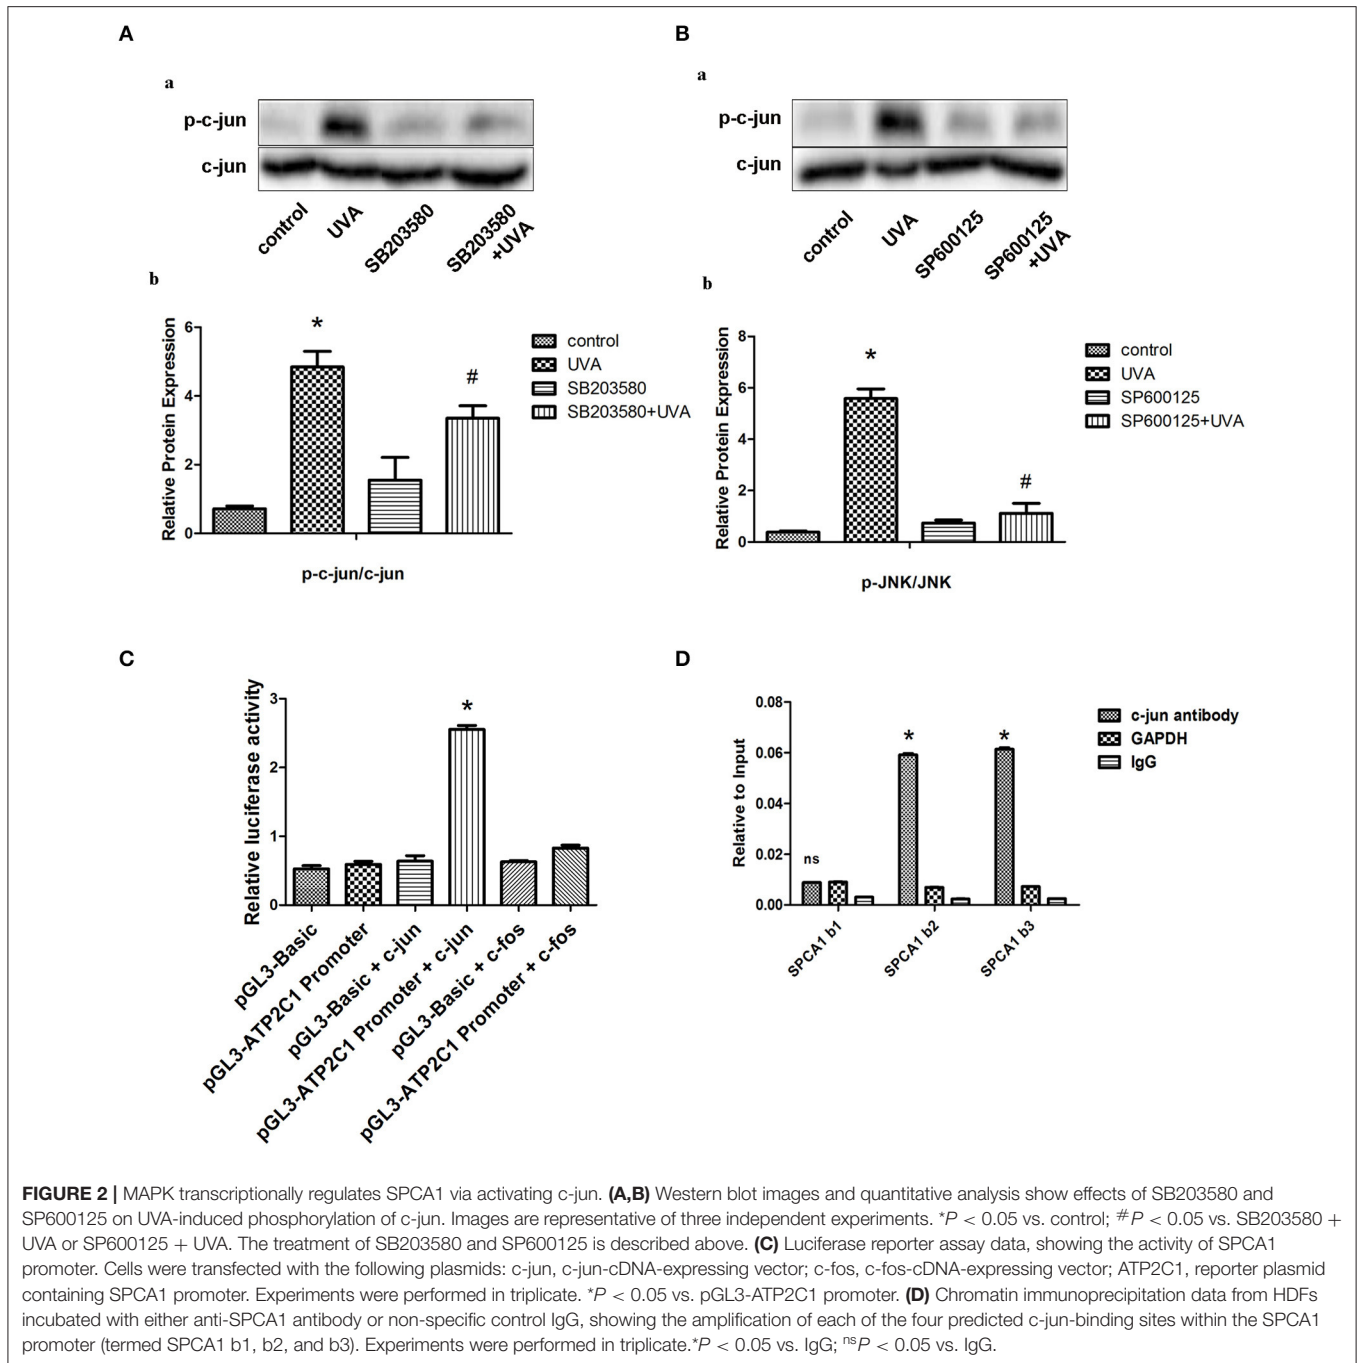 A
a
p-c-jun
c-jun
control
UVA
SB203580
SB203580
+UVA
b
Relative Protein Expression
6
4
2
0
*
#
control
UVA
SB203580
SB203580+UVA
p-c-jun/c-jun
B
a
p-c-jun
c-jun
control
UVA
SP600125
SP600125
+UVA
b
Relative Protein Expression
8
6
4
2
0
*
#
control
UVA
SP600125
SP600125+UVA
p-JNK/JNK
C
Relative luciferase activity
3
2
1
0
*
pGL3-Basic
pGL3-ATP2C1 Promoter
pGL3-Basic + c-jun
pGL3-ATP2C1 Promoter + c-jun
pGL3-Basic + c-fos
pGL3-ATP2C1 Promoter + c-fos
D
Relative to Input
0.08
0.06
0.04
0.02
0.00
ns
*
*
c-jun antibody
GAPDH
IgG
SPCA1 b1
SPCA1 b2
SPCA1 b3
FIGURE 2 | MAPK transcriptionally regulates SPCA1 via activating c-jun. (A,B) Western blot images and quantitative analysis show effects of SB203580 and
SP600125 on UVA-induced phosphorylation of c-jun. Images are representative of three independent experiments. *P < 0.05 vs. control; #P < 0.05 vs. SB203580 +
UVA or SP600125 + UVA. The treatment of SB203580 and SP600125 is described above. (C) Luciferase reporter assay data, showing the activity of SPCA1
promoter. Cells were transfected with the following plasmids: c-jun, c-jun-cDNA-expressing vector; c-fos, c-fos-cDNA-expressing vector; ATP2C1, reporter plasmid
containing SPCA1 promoter. Experiments were performed in triplicate. *P < 0.05 vs. pGL3-ATP2C1 promoter. (D) Chromatin immunoprecipitation data from HDFs
incubated with either anti-SPCA1 antibody or non-specific control IgG, showing the amplification of each of the four predicted c-jun-binding sites within the SPCA1
promoter (termed SPCA1 b1, b2, and b3). Experiments were performed in triplicate.*P < 0.05 vs. IgG; nsP < 0.05 vs. IgG.